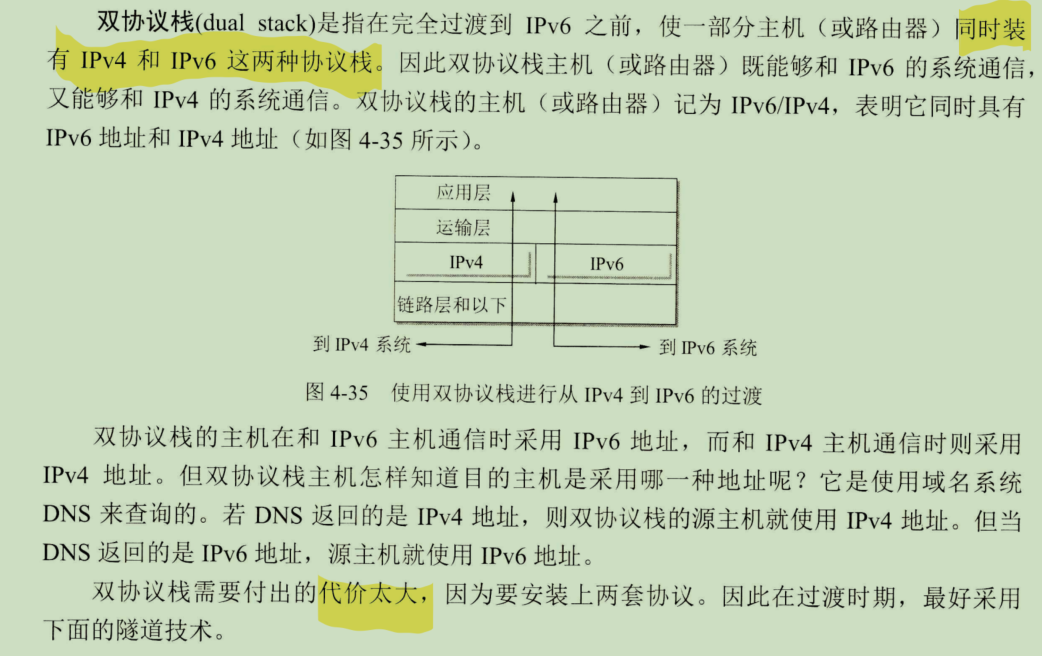 双协议栈(dual stack)是指在完全过渡到 IPv6 之前，使一部分主机（或路由器）同时装
有 IPv4 和 IPv6 这两种协议栈。因此双协议栈主机（或路由器）既能够和 IPv6 的系统通信，
又能够和 IPv4 的系统通信。双协议栈的主机（或路由器）记为 IPv6/IPv4，表明它同时具有
IPv6 地址和 IPv4 地址（如图 4-35 所示）。
应用层
运输层
IPv4 IPv6
链路层和以下
到 IPv4 系统 到 IPv6 系统
图 4-35 使用双协议栈进行从 IPv4 到 IPv6 的过渡
双协议栈的主机在和 IPv6 主机通信时采用 IPv6 地址，而和 IPv4 主机通信时则采用
IPv4 地址。但双协议栈主机怎样知道目的主机是采用哪一种地址呢？它是使用域名系统
DNS 来查询的。若 DNS 返回的是 IPv4 地址，则双协议栈的源主机就使用 IPv4 地址。但当
DNS 返回的是 IPv6 地址，源主机就使用 IPv6 地址。
双协议栈需要付出的代价太大，因为要安装上两套协议。因此在过渡时期，最好采用
下面的隧道技术。